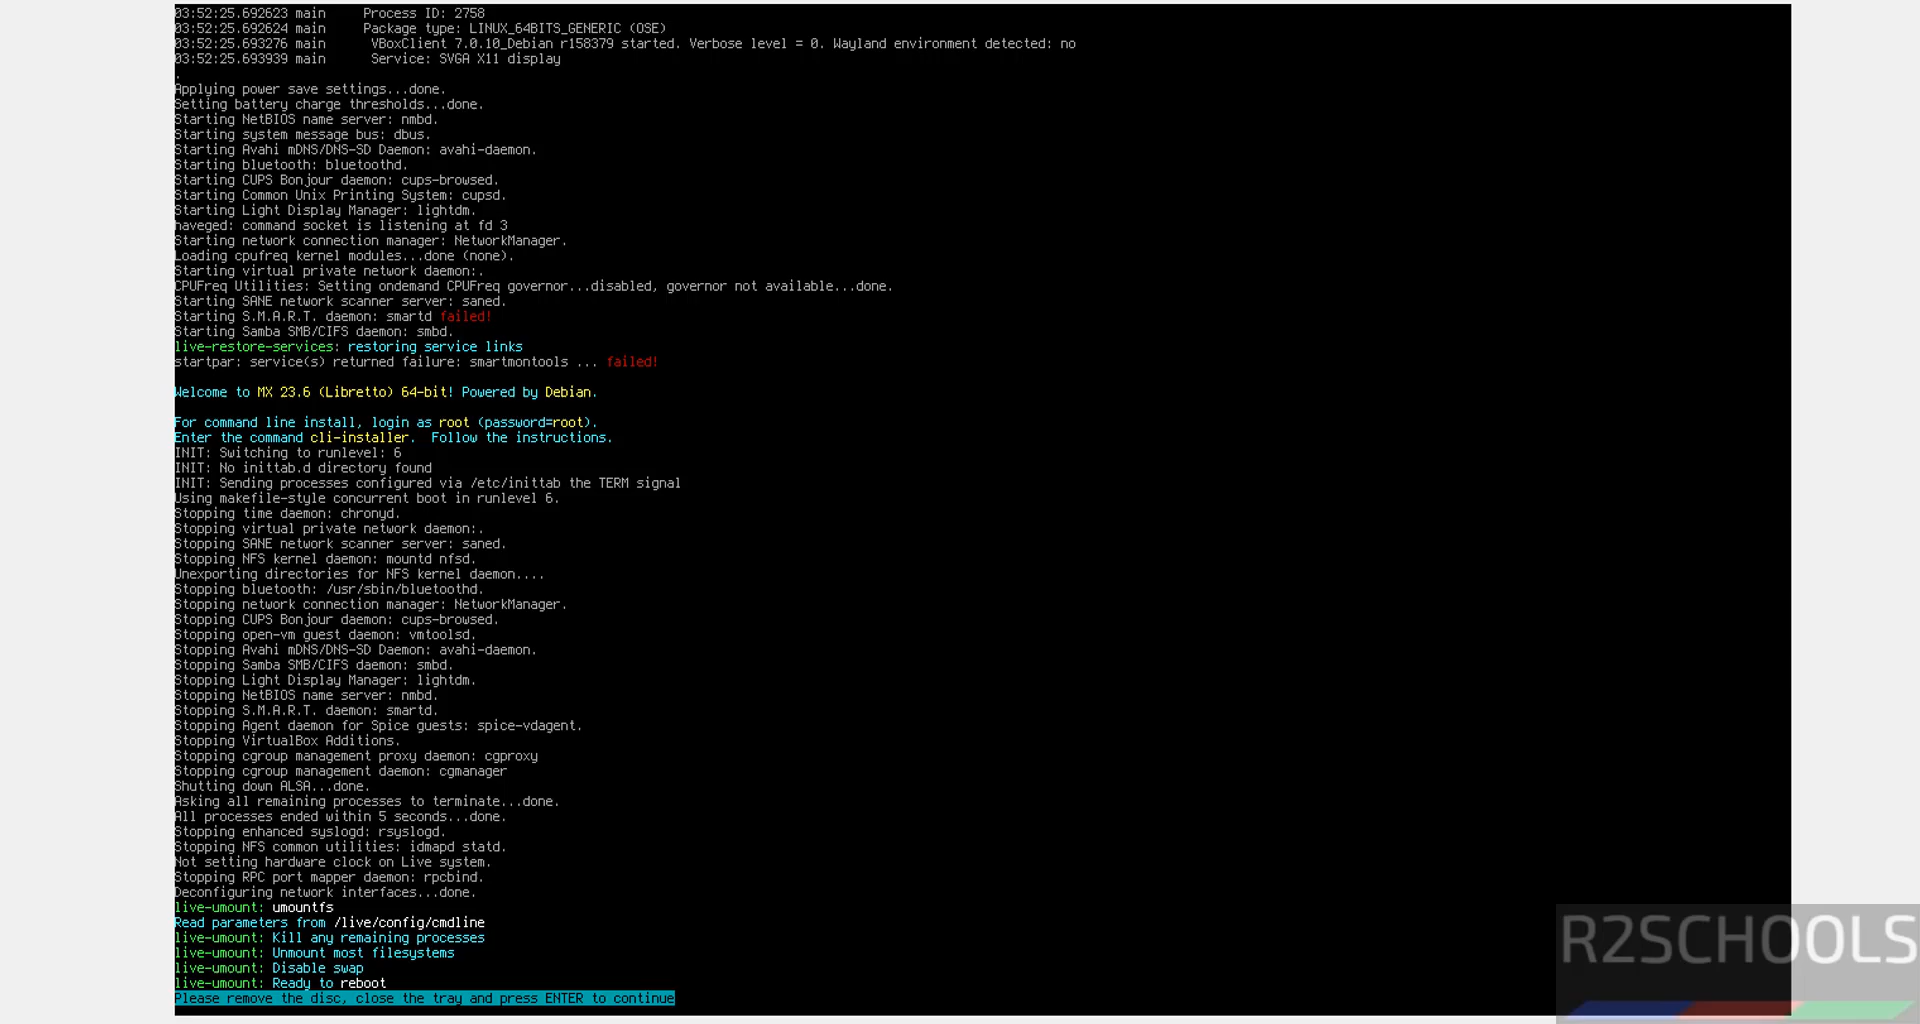 03:52:25.692623 main     Process ID: 2758
03:52:25.692624 main     Package type: LINUX_64BITS_GENERIC (OSE)
03:52:25.693276 main      VBoxClient 7.0.10_Debian r158379 started. Verbose level = 0. Wayland environment detected: no
03:52:25.693939 main      Service: SVGA X11 display
.
Applying power save settings...done.
Setting battery charge thresholds...done.
Starting NetBIOS name server: nmbd.
Starting system message bus: dbus.
Starting Avahi mDNS/DNS-SD Daemon: avahi-daemon.
Starting bluetooth: bluetoothd.
Starting CUPS Bonjour daemon: cups-browsed.
Starting Common Unix Printing System: cupsd.
Starting Light Display Manager: lightdm.
haveged: command socket is listening at fd 3
Starting network connection manager: NetworkManager.
Loading cpufreq kernel modules...done (none).
Starting virtual private network daemon:.
CPUFreq Utilities: Setting ondemand CPUFreq governor...disabled, governor not available...done.
Starting SANE network scanner server: saned.
Starting S.M.A.R.T. daemon: smartd failed!
Starting Samba SMB/CIFS daemon: smbd.
live-restore-services: restoring service links
startpar: service(s) returned failure: smartmontools ... failed!
Welcome to MX 23.6 (Libretto) 64-bit! Powered by Debian.
For command line install, login as root (password=root).
Enter the command cli-installer.  Follow the instructions.
INIT: Switching to runlevel: 6
INIT: No inittab.d directory found
INIT: Sending processes configured via /etc/inittab the TERM signal
Using makefile-style concurrent boot in runlevel 6.
Stopping time daemon: chronyd.
Stopping virtual private network daemon:.
Stopping SANE network scanner server: saned.
Stopping NFS kernel daemon: mountd nfsd.
Unexporting directories for NFS kernel daemon....
Stopping bluetooth: /usr/sbin/bluetoothd.
Stopping network connection manager: NetworkManager.
Stopping CUPS Bonjour daemon: cups-browsed.
Stopping open-vm guest daemon: vmtoolsd.
Stopping Avahi mDNS/DNS-SD Daemon: avahi-daemon.
Stopping Samba SMB/CIFS daemon: smbd.
Stopping Light Display Manager: lightdm.
Stopping NetBIOS name server: nmbd.
Stopping S.M.A.R.T. daemon: smartd.
Stopping Agent daemon for Spice guests: spice-vdagent.
Stopping VirtualBox Additions.
Stopping cgroup management proxy daemon: cgproxy
Stopping cgroup management daemon: cgmanager
Shutting down ALSA...done.
Asking all remaining processes to terminate...done.
All processes ended within 5 seconds...done.
Stopping enhanced syslogd: rsyslogd.
Stopping NFS common utilities: idmapd statd.
Not setting hardware clock on Live system.
Stopping RPC port mapper daemon: rpcbind.
Deconfiguring network interfaces...done.
live-umount: umountfs
Read parameters from /live/config/cmdline
live-umount: Kill any remaining processes
live-umount: Unmount most filesystems
live-umount: Disable swap
live-umount: Ready to reboot
Please remove the disc, close the tray and press ENTER to continue
R2SCHOOLS